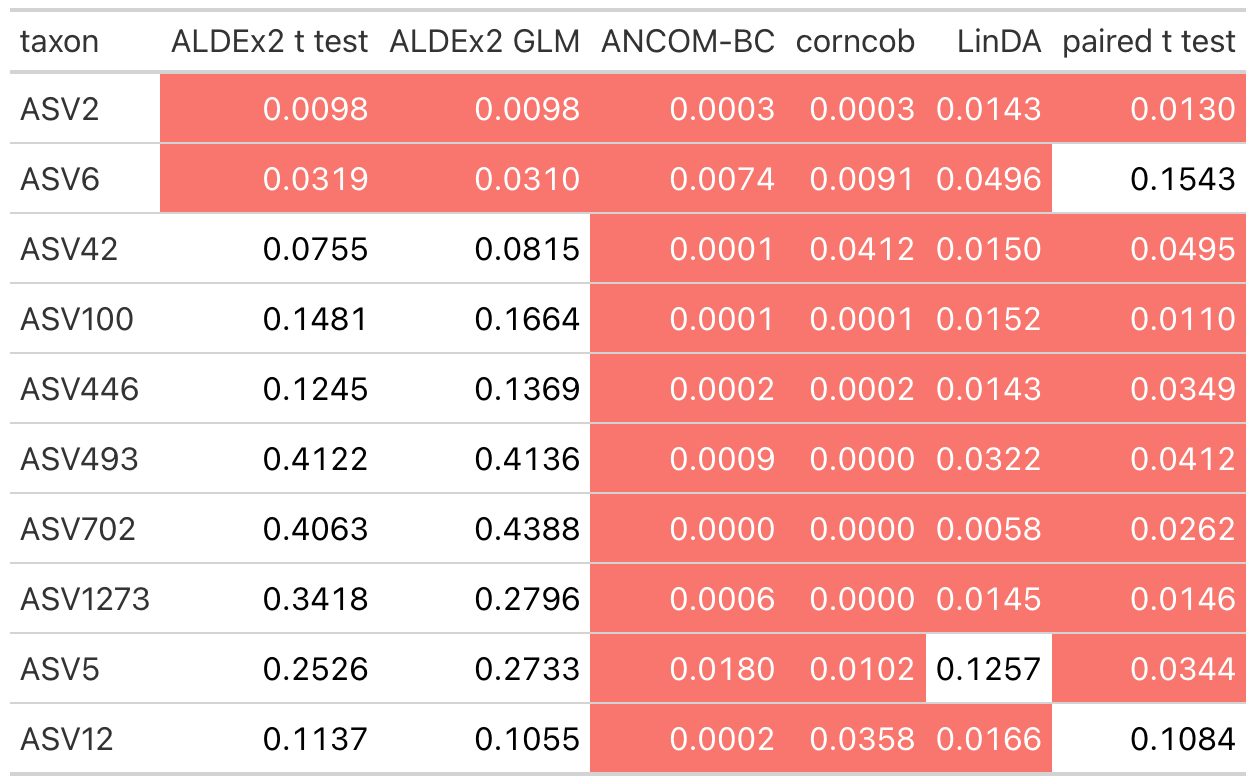 taxon ALDEx2 t test ALDEx2 GLM ANCOM-BC corncob LinDA paired t test
ASV2 0.0098 0.0098 0.0003 0.0003 0.0143 0.0130
ASV6 0.0319 0.0310 0.0074 0.0091 0.0496 0.1543
ASV42 0.0755 0.0815 0.0001 0.0412 0.0150 0.0495
ASV100 0.1481 0.1664 0.0001 0.0001 0.0152 0.0110
ASV446 0.1245 0.1369 0.0002 0.0002 0.0143 0.0349
ASV493 0.4122 0.4136 0.0009 0.0000 0.0322 0.0412
ASV702 0.4063 0.4388 0.0000 0.0000 0.0058 0.0262
ASV1273 0.3418 0.2796 0.0006 0.0000 0.0145 0.0146
ASV5 0.2526 0.2733 0.0180 0.0102 0.1257 0.0344
ASV12 0.1137 0.1055 0.0002 0.0358 0.0166 0.1084